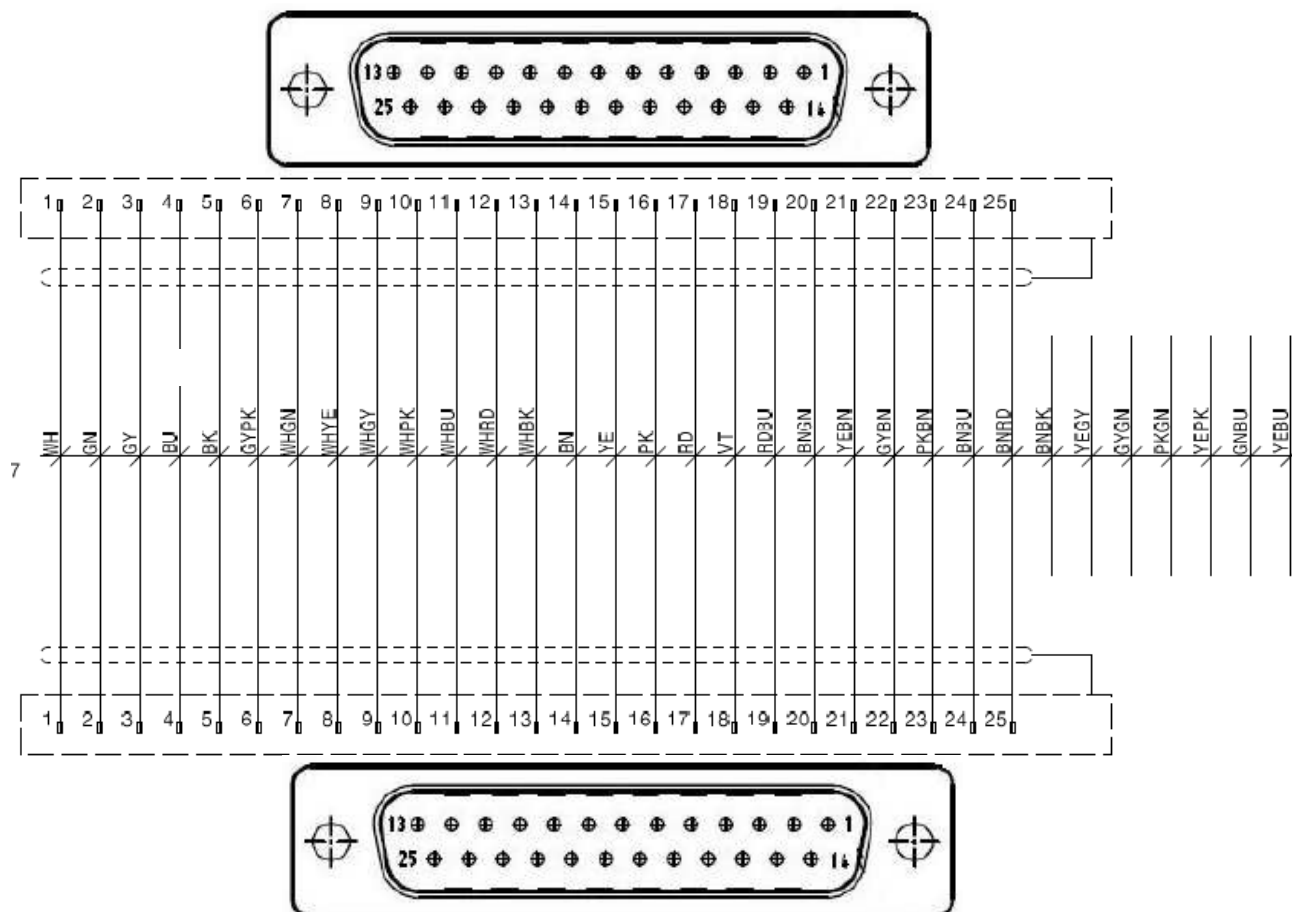 13 1
25 14
1 2 3 4 5 6 7 8 9 10 11 12 13 14 15 16 17 18 19 20 21 22 23 24 25
WH GN GY BU BK GYPK WHGN WHYE WHGY WHPK WHBU WHRD WHBK BN YE PK RD VT RDBU BNGN YEBN GYBN PKBN BNBU BNRD BNBK YEGY GYGN PKGN YEPK GNBU YEBU
7
1 2 3 4 5 6 7 8 9 10 11 12 13 14 15 16 17 18 19 20 21 22 23 24 25
13 1
25 14